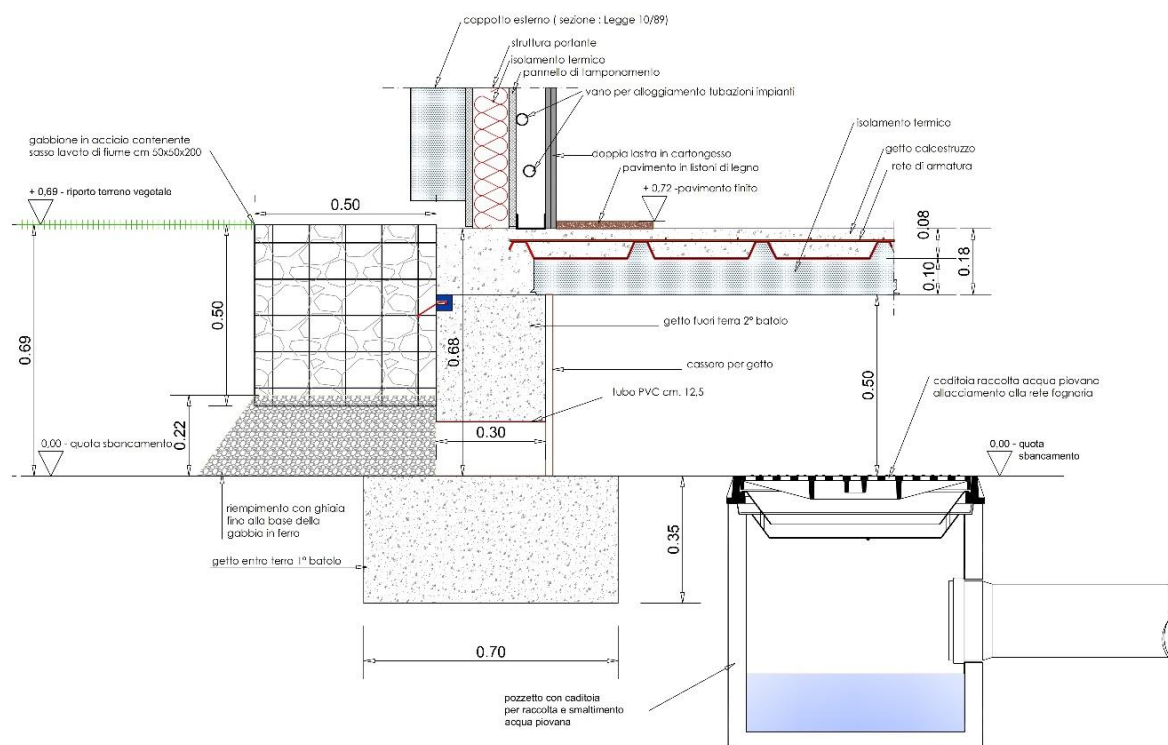 cappotto esterno ( sezione : Legge 10/89)
struttura portante
isolamento termico
pannello di tamponamento
vano per alloggiamento tubazioni impianti
isolamento termico
getto calcestruzzo
rete di armatura
gabbione in acciaio contenente
sasso lavato di fiume cm 50x50x200
doppia lastra in cartongesso
pavimento in listoni di legno
+ 0,69 - riporto terreno vegetale
+ 0,72 -pavimento finito
0.50
0.08
0.10
0.18
0.50
0.69
0.68
getto fuori terra 2° batolo
cassero per getto
0.50
tubo PVC cm. 12,5
caditoia raccolta acqua piovana
allacciamento alla rete fognaria
0.22
0.30
0,00 - quota sbancamento
0.00 - quota
sbancamento
riempimento con ghiaia
fino alla base della
gabbia in ferro
0.35
getto entro terra 1° batolo
0.70
pozzetto con caditoia
per raccolta e smaltimento
acqua piovana